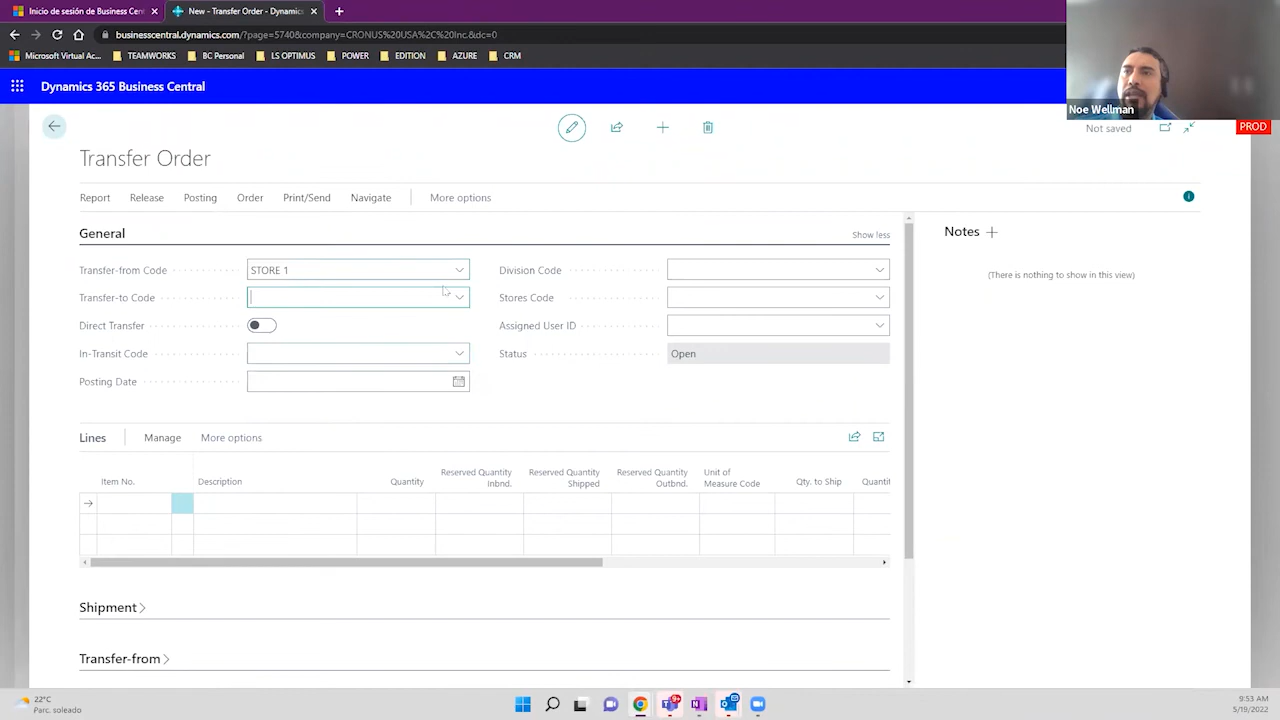 Inicio de sesión de Business Cent
New - Transfer Order - Dynamics
businesscentral.dynamics.com/?page=5740&company=CRONUS%20USA%2C%20Inc.&dc=0
Microsoft Virtual Ac...
TEAMWORKS
BC Personal
LS OPTIMUS
POWER
EDITION
AZURE
CRM
Dynamics 365 Business Central
Noe Wellman
Not saved
PROD
Transfer Order
Report
Release
Posting
Order
Print/Send
Navigate
More options
General
Show less
Notes
(There is nothing to show in this view)
Transfer-from Code
STORE 1
Division Code
Transfer-to Code
Stores Code
Direct Transfer
Assigned User ID
In-Transit Code
Status
Open
Posting Date
Lines
Manage
More options
Item No.
Description
Quantity
Reserved Quantity
Inbnd.
Reserved Quantity
Shipped
Reserved Quantity
Outbnd.
Unit of
Measure Code
Qty. to Ship
Quantit
Shipment
Transfer-from
22°C
Parc. soleado
9+
9:53 AM
5/19/2022